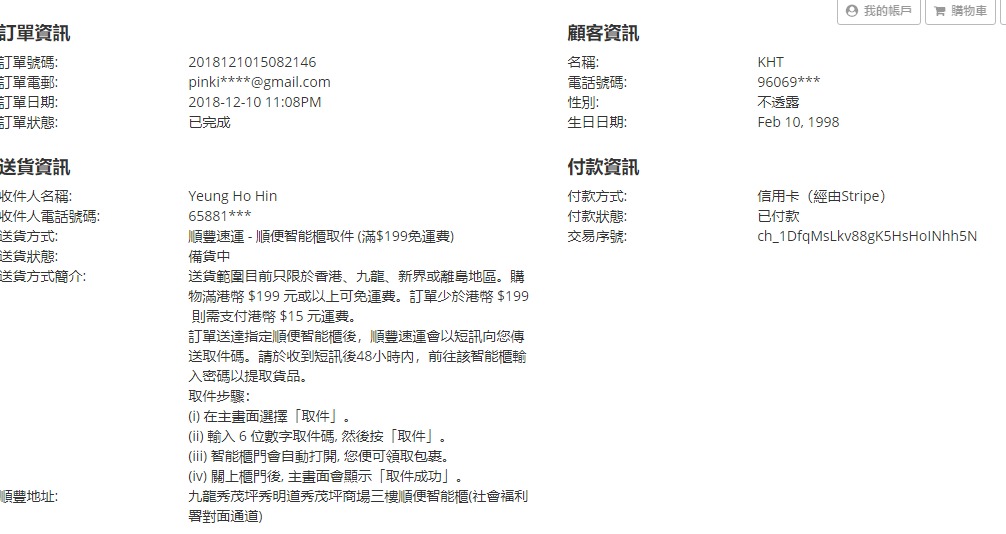 我的帳戶
購物車
訂單資訊
訂單號碼: 2018121015082146
訂單電郵: pinki****@gmail.com
訂單日期: 2018-12-10 11:08PM
訂單狀態: 已完成
顧客資訊
名稱: KHT
電話號碼: 96069***
性別: 不透露
生日日期: Feb 10, 1998
送貨資訊
收件人名稱: Yeung Ho Hin
收件人電話號碼: 65881***
送貨方式: 順豐速運 - 順便智能櫃取件 (滿$199免運費)
送貨狀態: 備貨中
送貨方式簡介: 送貨範圍目前只限於香港、九龍、新界或離島地區。購
物滿港幣 $199 元或以上可免運費。訂單少於港幣 $199
則需支付港幣 $15 元運費。
訂單送達指定順便智能櫃後，順豐速運會以短訊向您傳
送取件碼。請於收到短訊後48小時內，前往該智能櫃輸
入密碼以提取貨品。
取件步驟：
(i) 在主畫面選擇「取件」。
(ii) 輸入 6 位數字取件碼, 然後按「取件」。
(iii) 智能櫃門會自動打開, 您便可領取包裹。
(iv) 關上櫃門後, 主畫面會顯示「取件成功」。
順豐地址: 九龍秀茂坪秀明道秀茂坪商場三樓順便智能櫃(社會福利
署對面通道)
付款資訊
付款方式: 信用卡（經由Stripe）
付款狀態: 已付款
交易序號: ch_1DfqMsLkv88gK5HsHoINhh5N